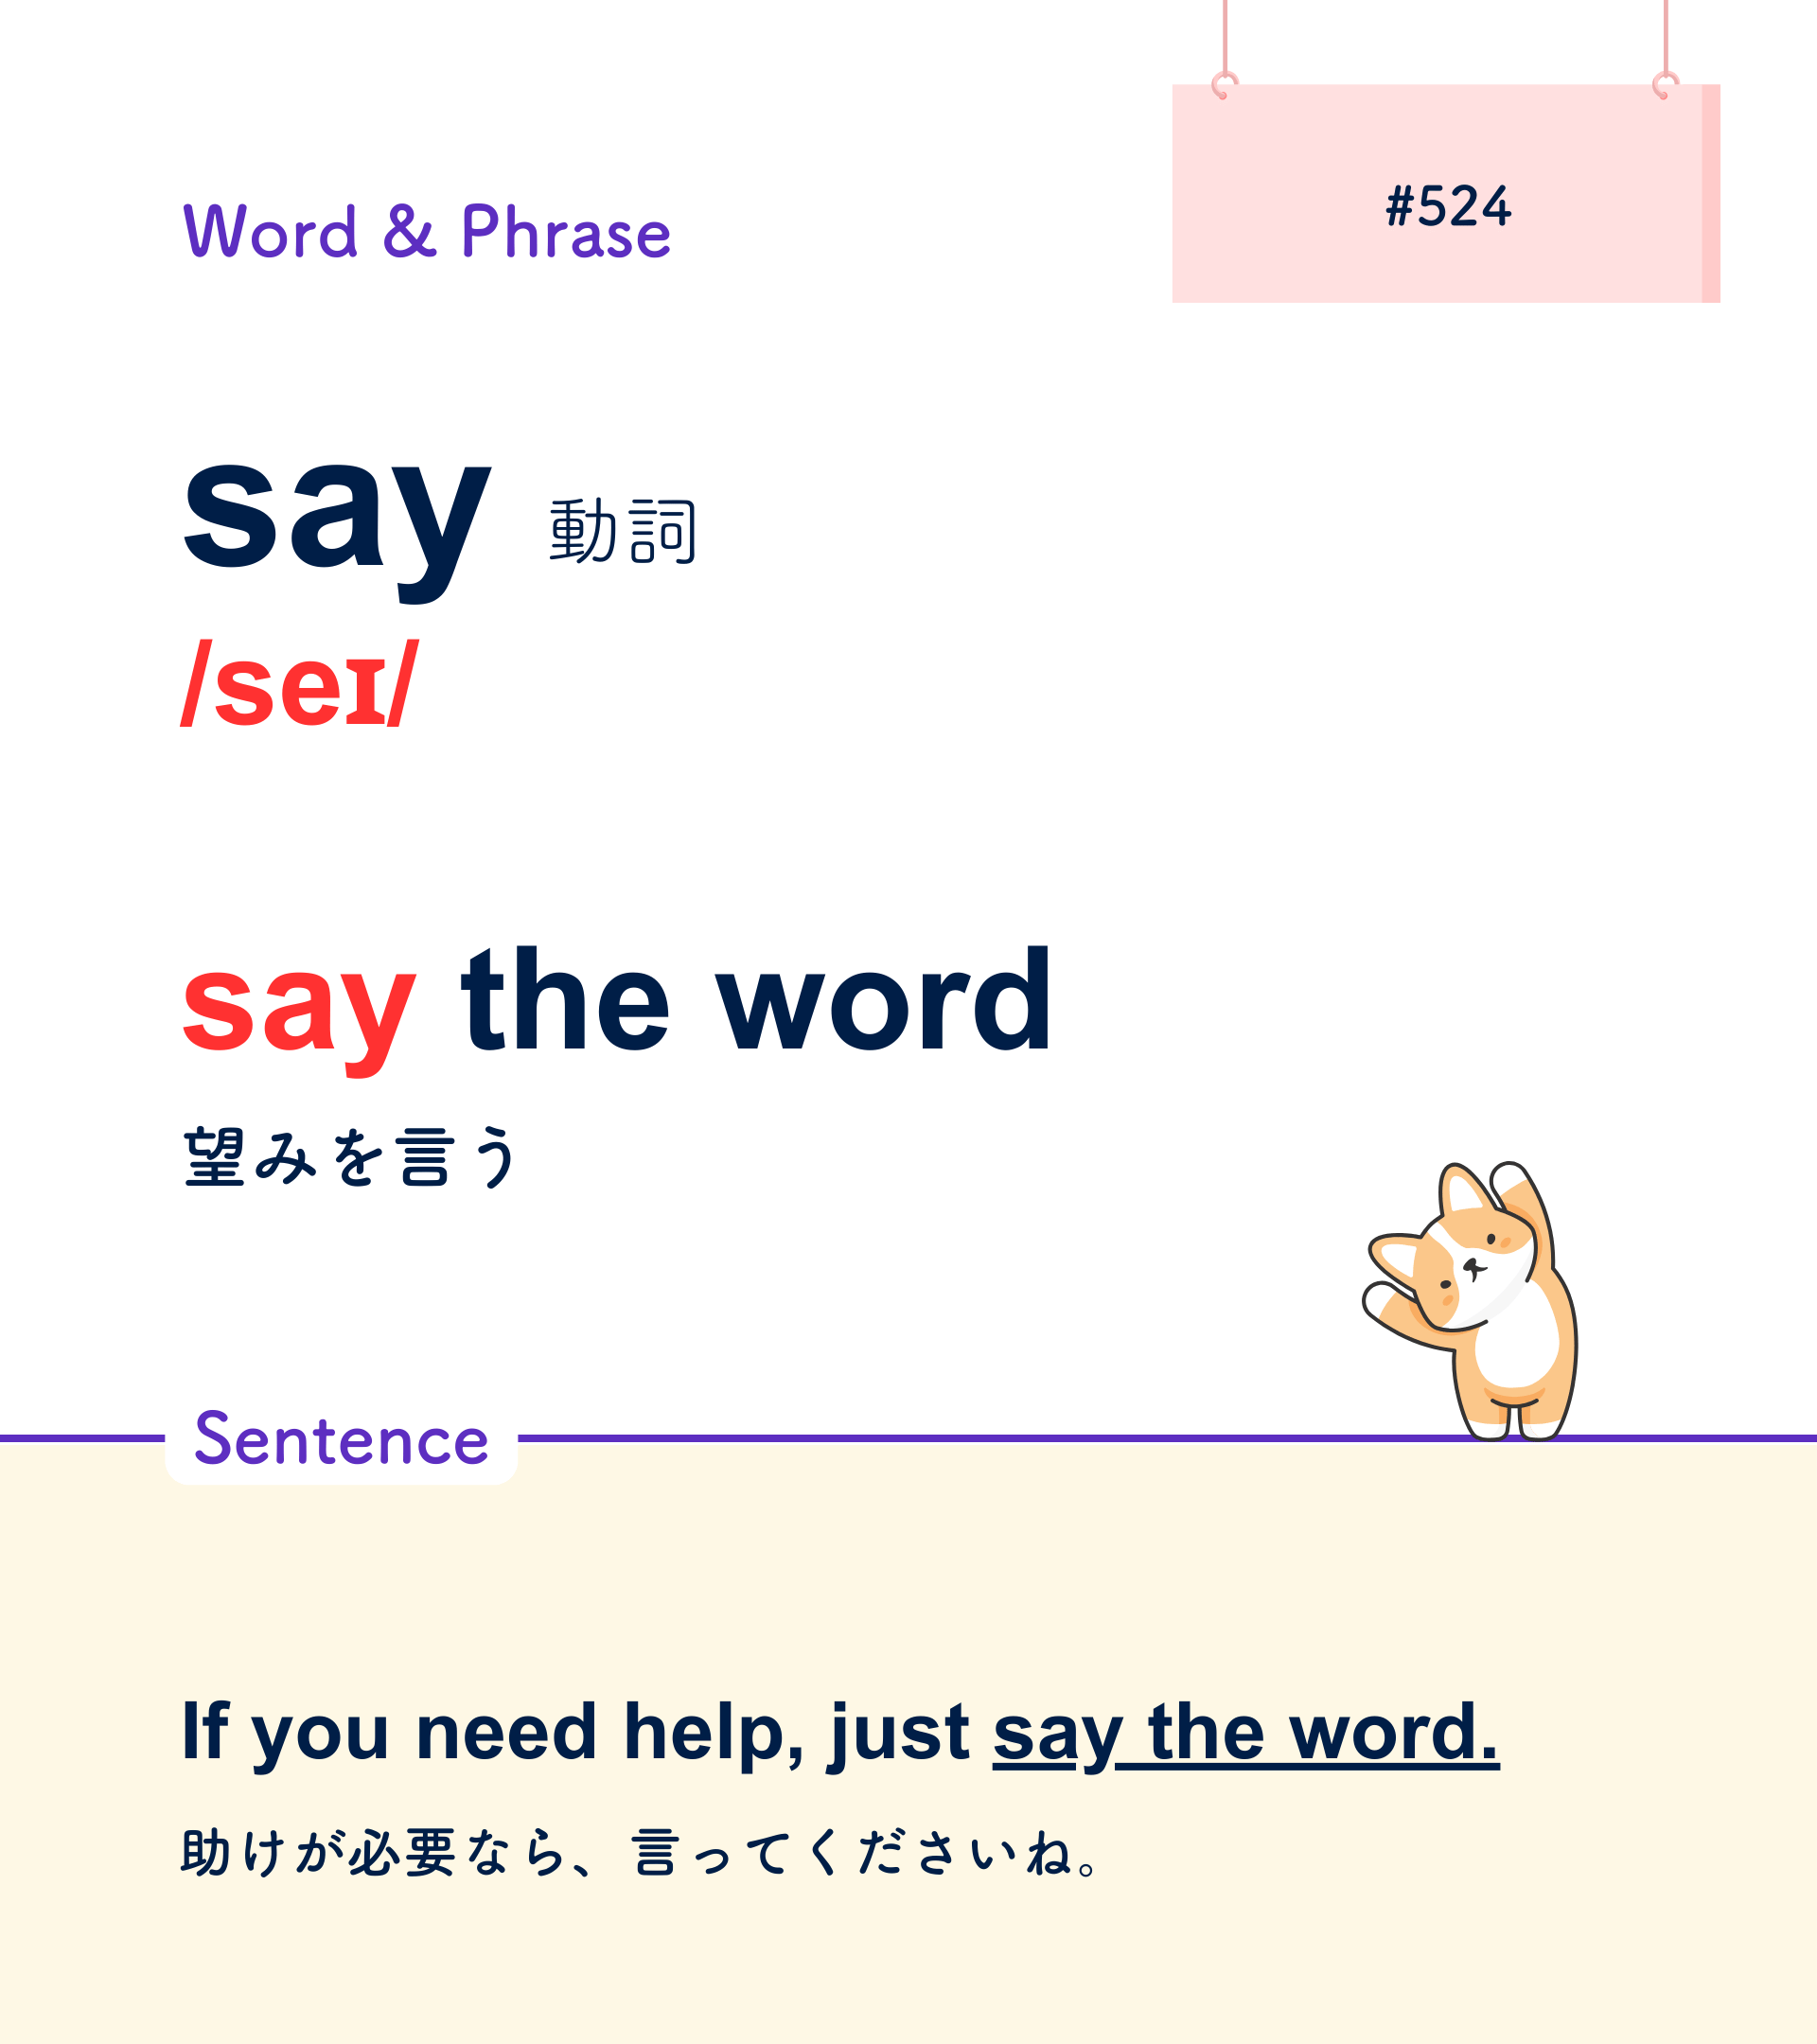 #524
Word & Phrase
say 動詞
/seɪ/
say the word
望みを言う
Sentence
If you need help, just say the word.
助けが必要なら、言ってくださいね。